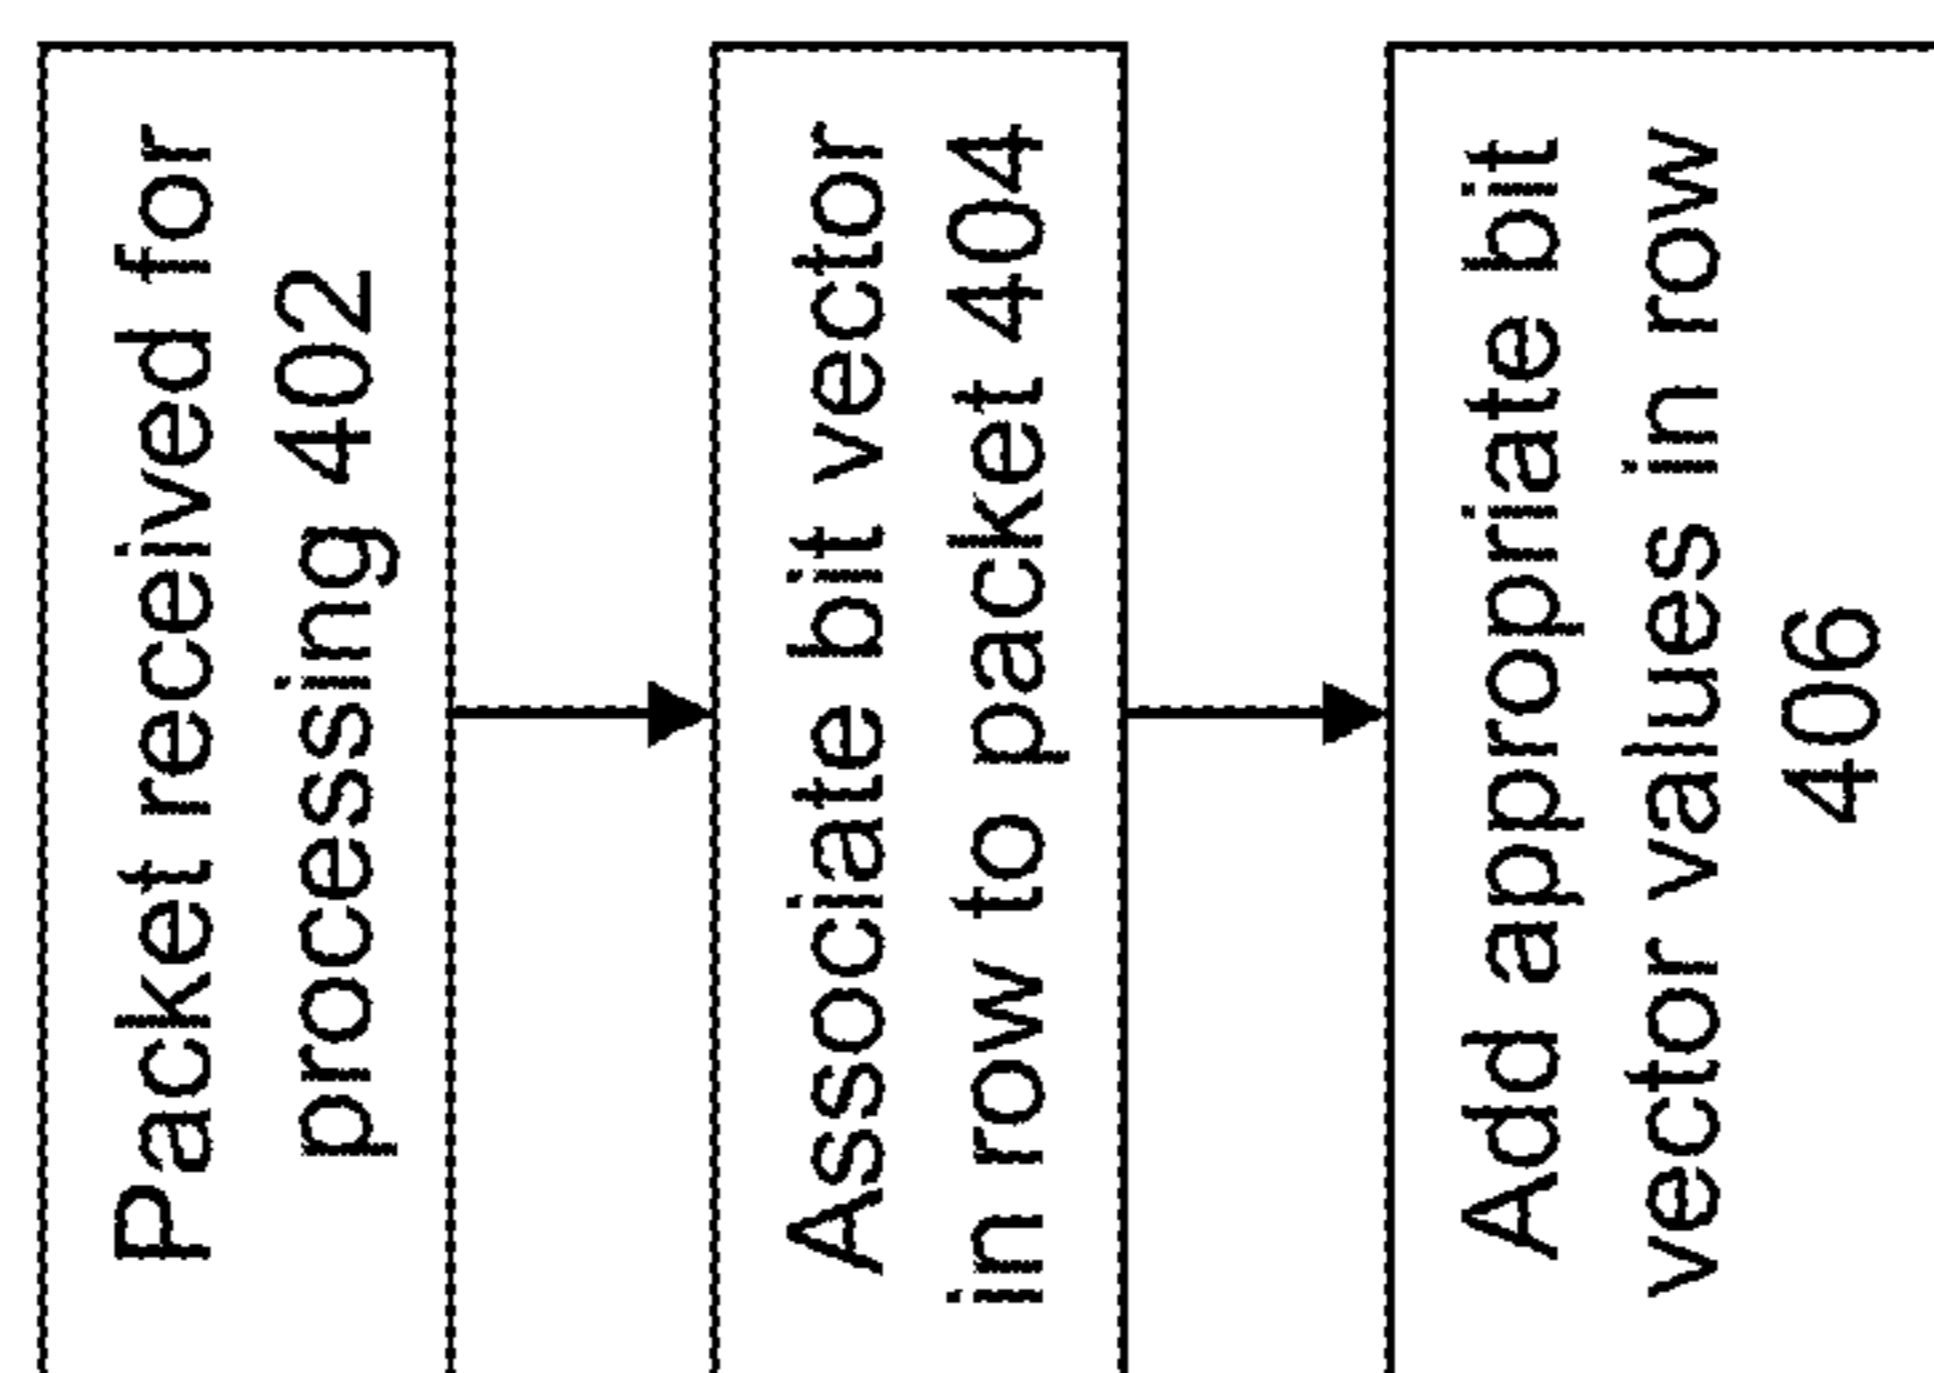 Packet received for
processing 402
Associate bit vector
in row to packet 404
Add appropriate bit
vector values in row
406